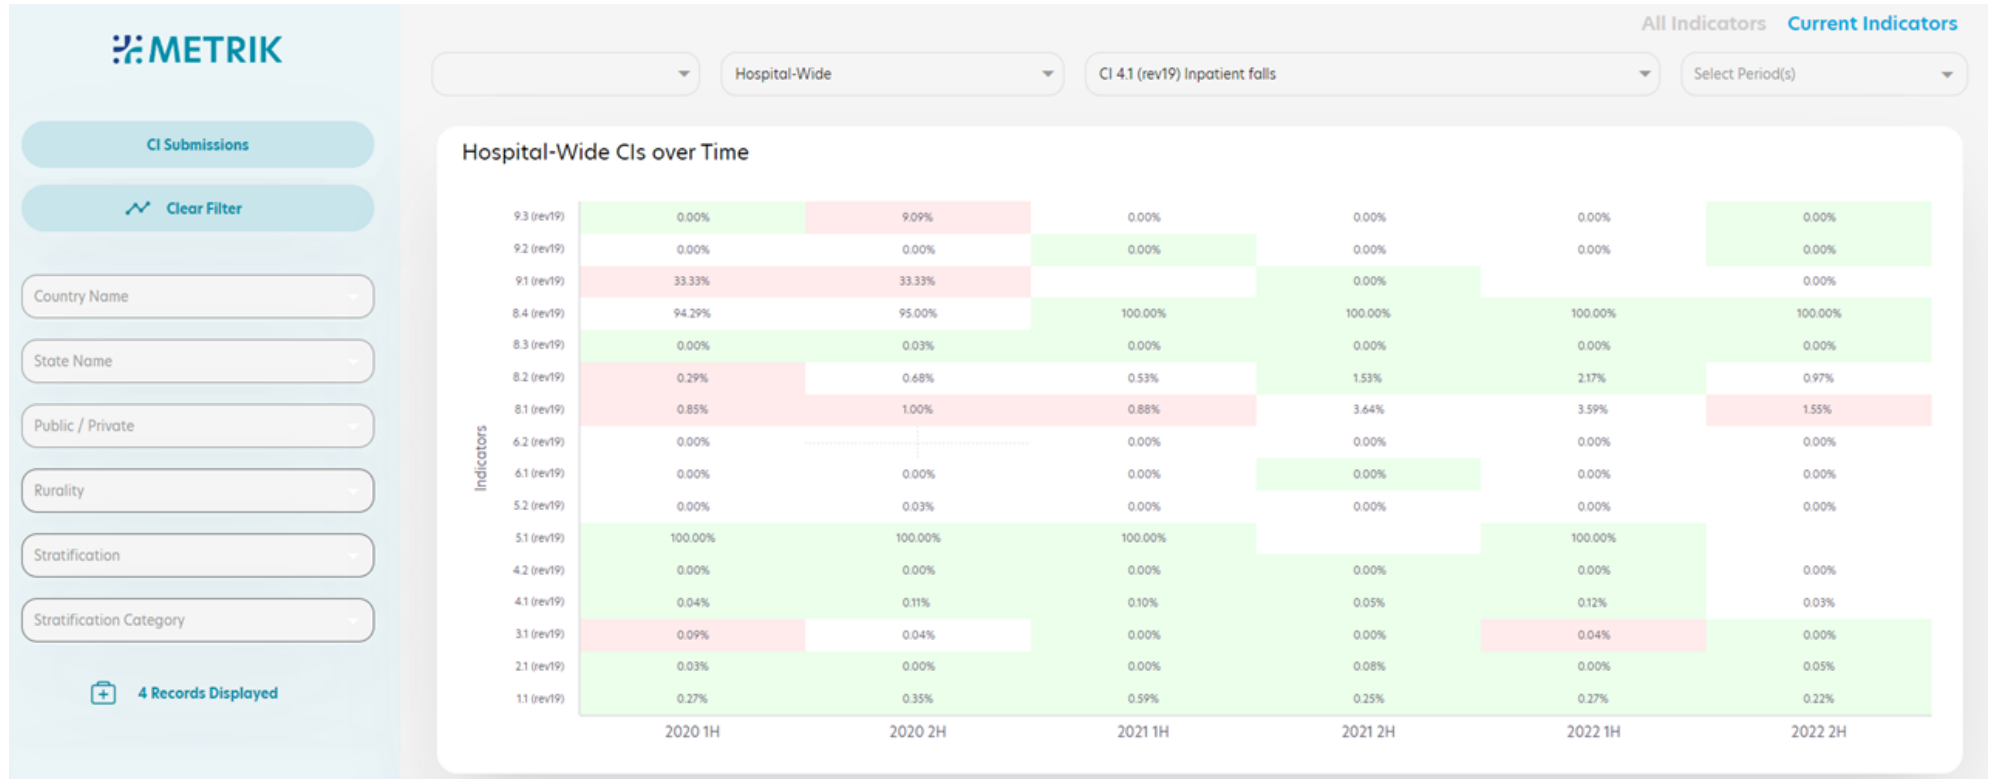 METRIK
CI Submissions
Clear Filter
Country Name
State Name
Public / Private
Rurality
Stratification
Stratification Category
4 Records Displayed
All Indicators Current Indicators
Hospital-Wide CI 4.1 (rev19) Inpatient falls Select Period(s)
Hospital-Wide CIs over Time
Indicators
9.3 (rev19) 0.00% 9.09% 0.00% 0.00% 0.00% 0.00%
9.2 (rev19) 0.00% 0.00% 0.00% 0.00% 0.00% 0.00%
9.1 (rev19) 33.33% 33.33% 0.00% 0.00%
8.4 (rev19) 94.29% 95.00% 100.00% 100.00% 100.00% 100.00%
8.3 (rev19) 0.00% 0.03% 0.00% 0.00% 0.00% 0.00%
8.2 (rev19) 0.29% 0.68% 0.53% 1.53% 2.17% 0.97%
8.1 (rev19) 0.85% 1.00% 0.88% 3.64% 3.59% 1.55%
6.2 (rev19) 0.00% 0.00% 0.00% 0.00% 0.00%
6.1 (rev19) 0.00% 0.00% 0.00% 0.00% 0.00% 0.00%
5.2 (rev19) 0.00% 0.03% 0.00% 0.00% 0.00% 0.00%
5.1 (rev19) 100.00% 100.00% 100.00% 100.00%
4.2 (rev19) 0.00% 0.00% 0.00% 0.00% 0.00% 0.00%
4.1 (rev19) 0.04% 0.11% 0.10% 0.05% 0.12% 0.03%
3.1 (rev19) 0.09% 0.04% 0.00% 0.00% 0.04% 0.00%
2.1 (rev19) 0.03% 0.00% 0.00% 0.08% 0.00% 0.05%
1.1 (rev19) 0.27% 0.35% 0.59% 0.25% 0.27% 0.22%
2020 1H 2020 2H 2021 1H 2021 2H 2022 1H 2022 2H